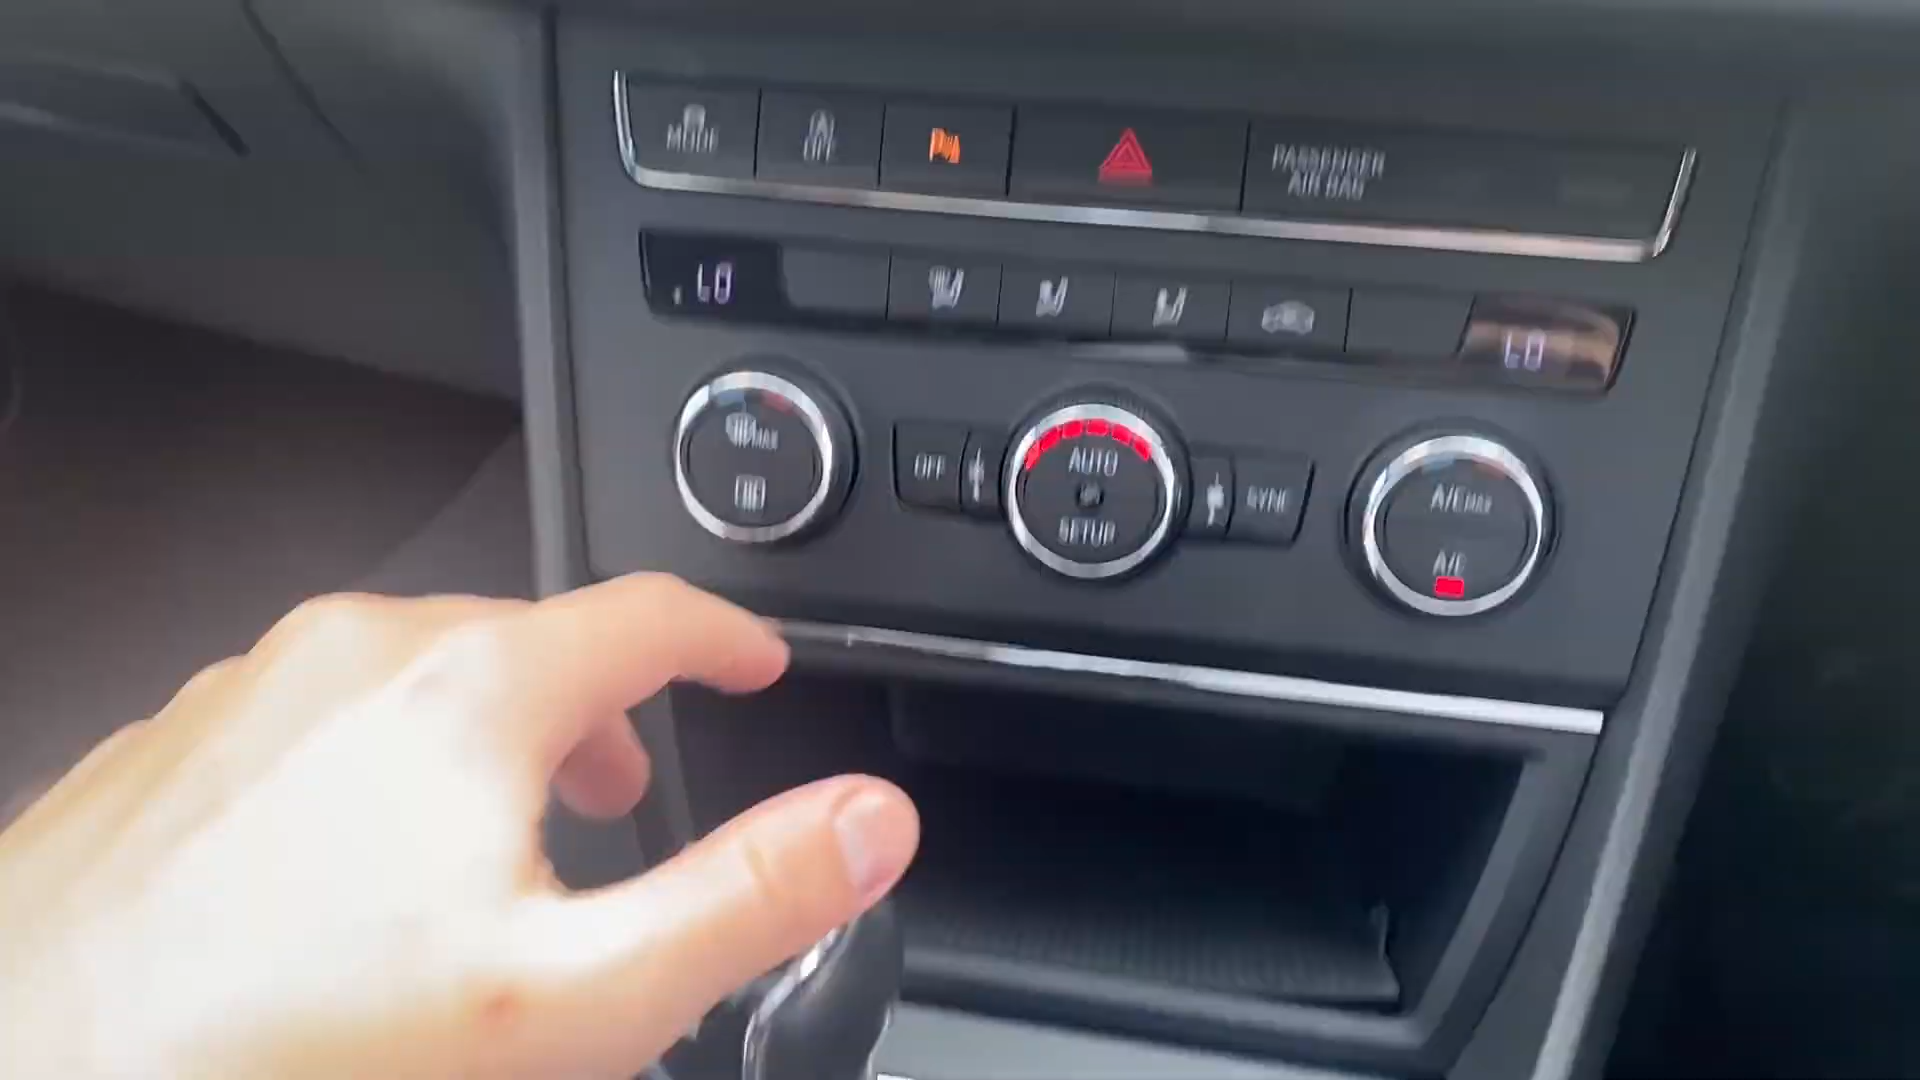 MODE
OFF
PASSENGER
AIR BAG
LO
LO
MAX
OFF
AUTO
SETUP
SYNC
A/C MAX
A/C